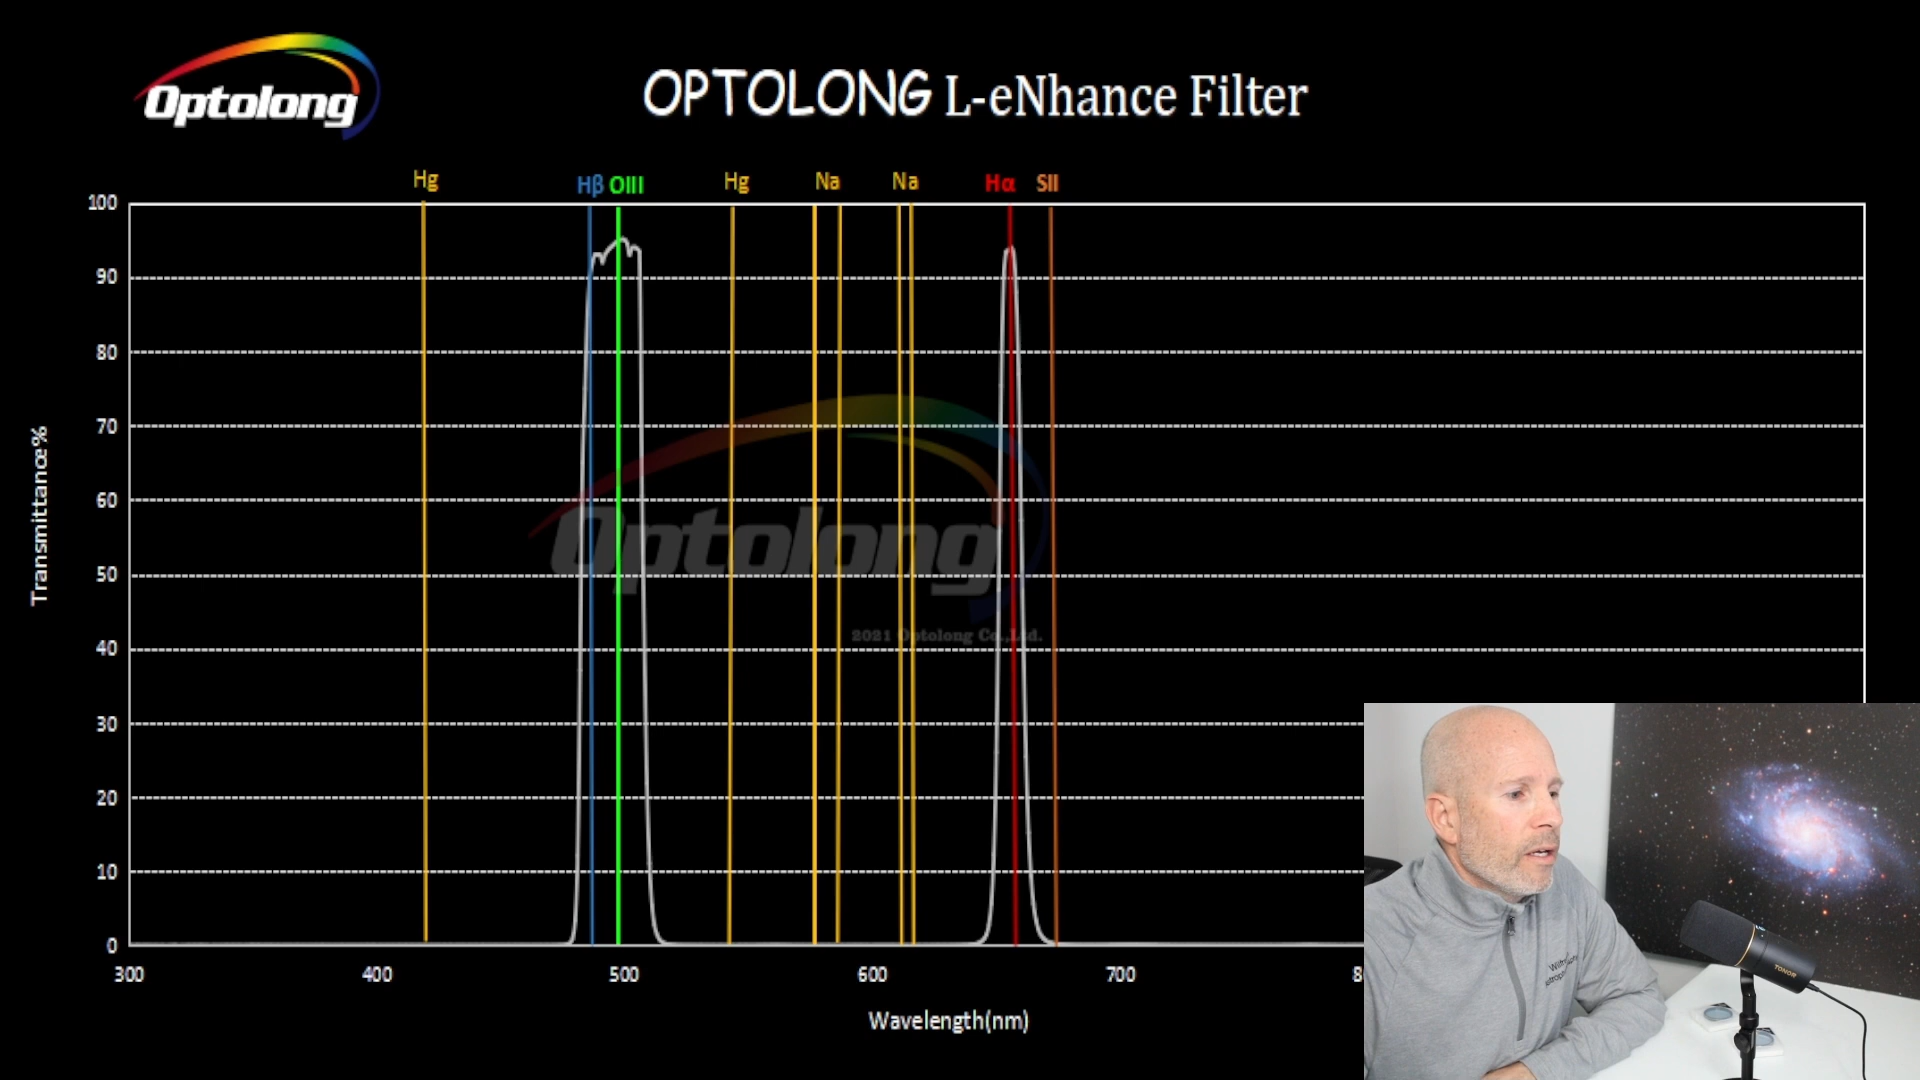 Optolong
OPTOLONG L-eNhance Filter
Hg Hβ OIII Hg Na Na Hα SII
100
90
80
70
60
50
40
30
20
10
0
Transmittance%
Optolong
2021 Optolong Co.,Ltd.
300 400 500 600 700
Wavelength(nm)
TONOR